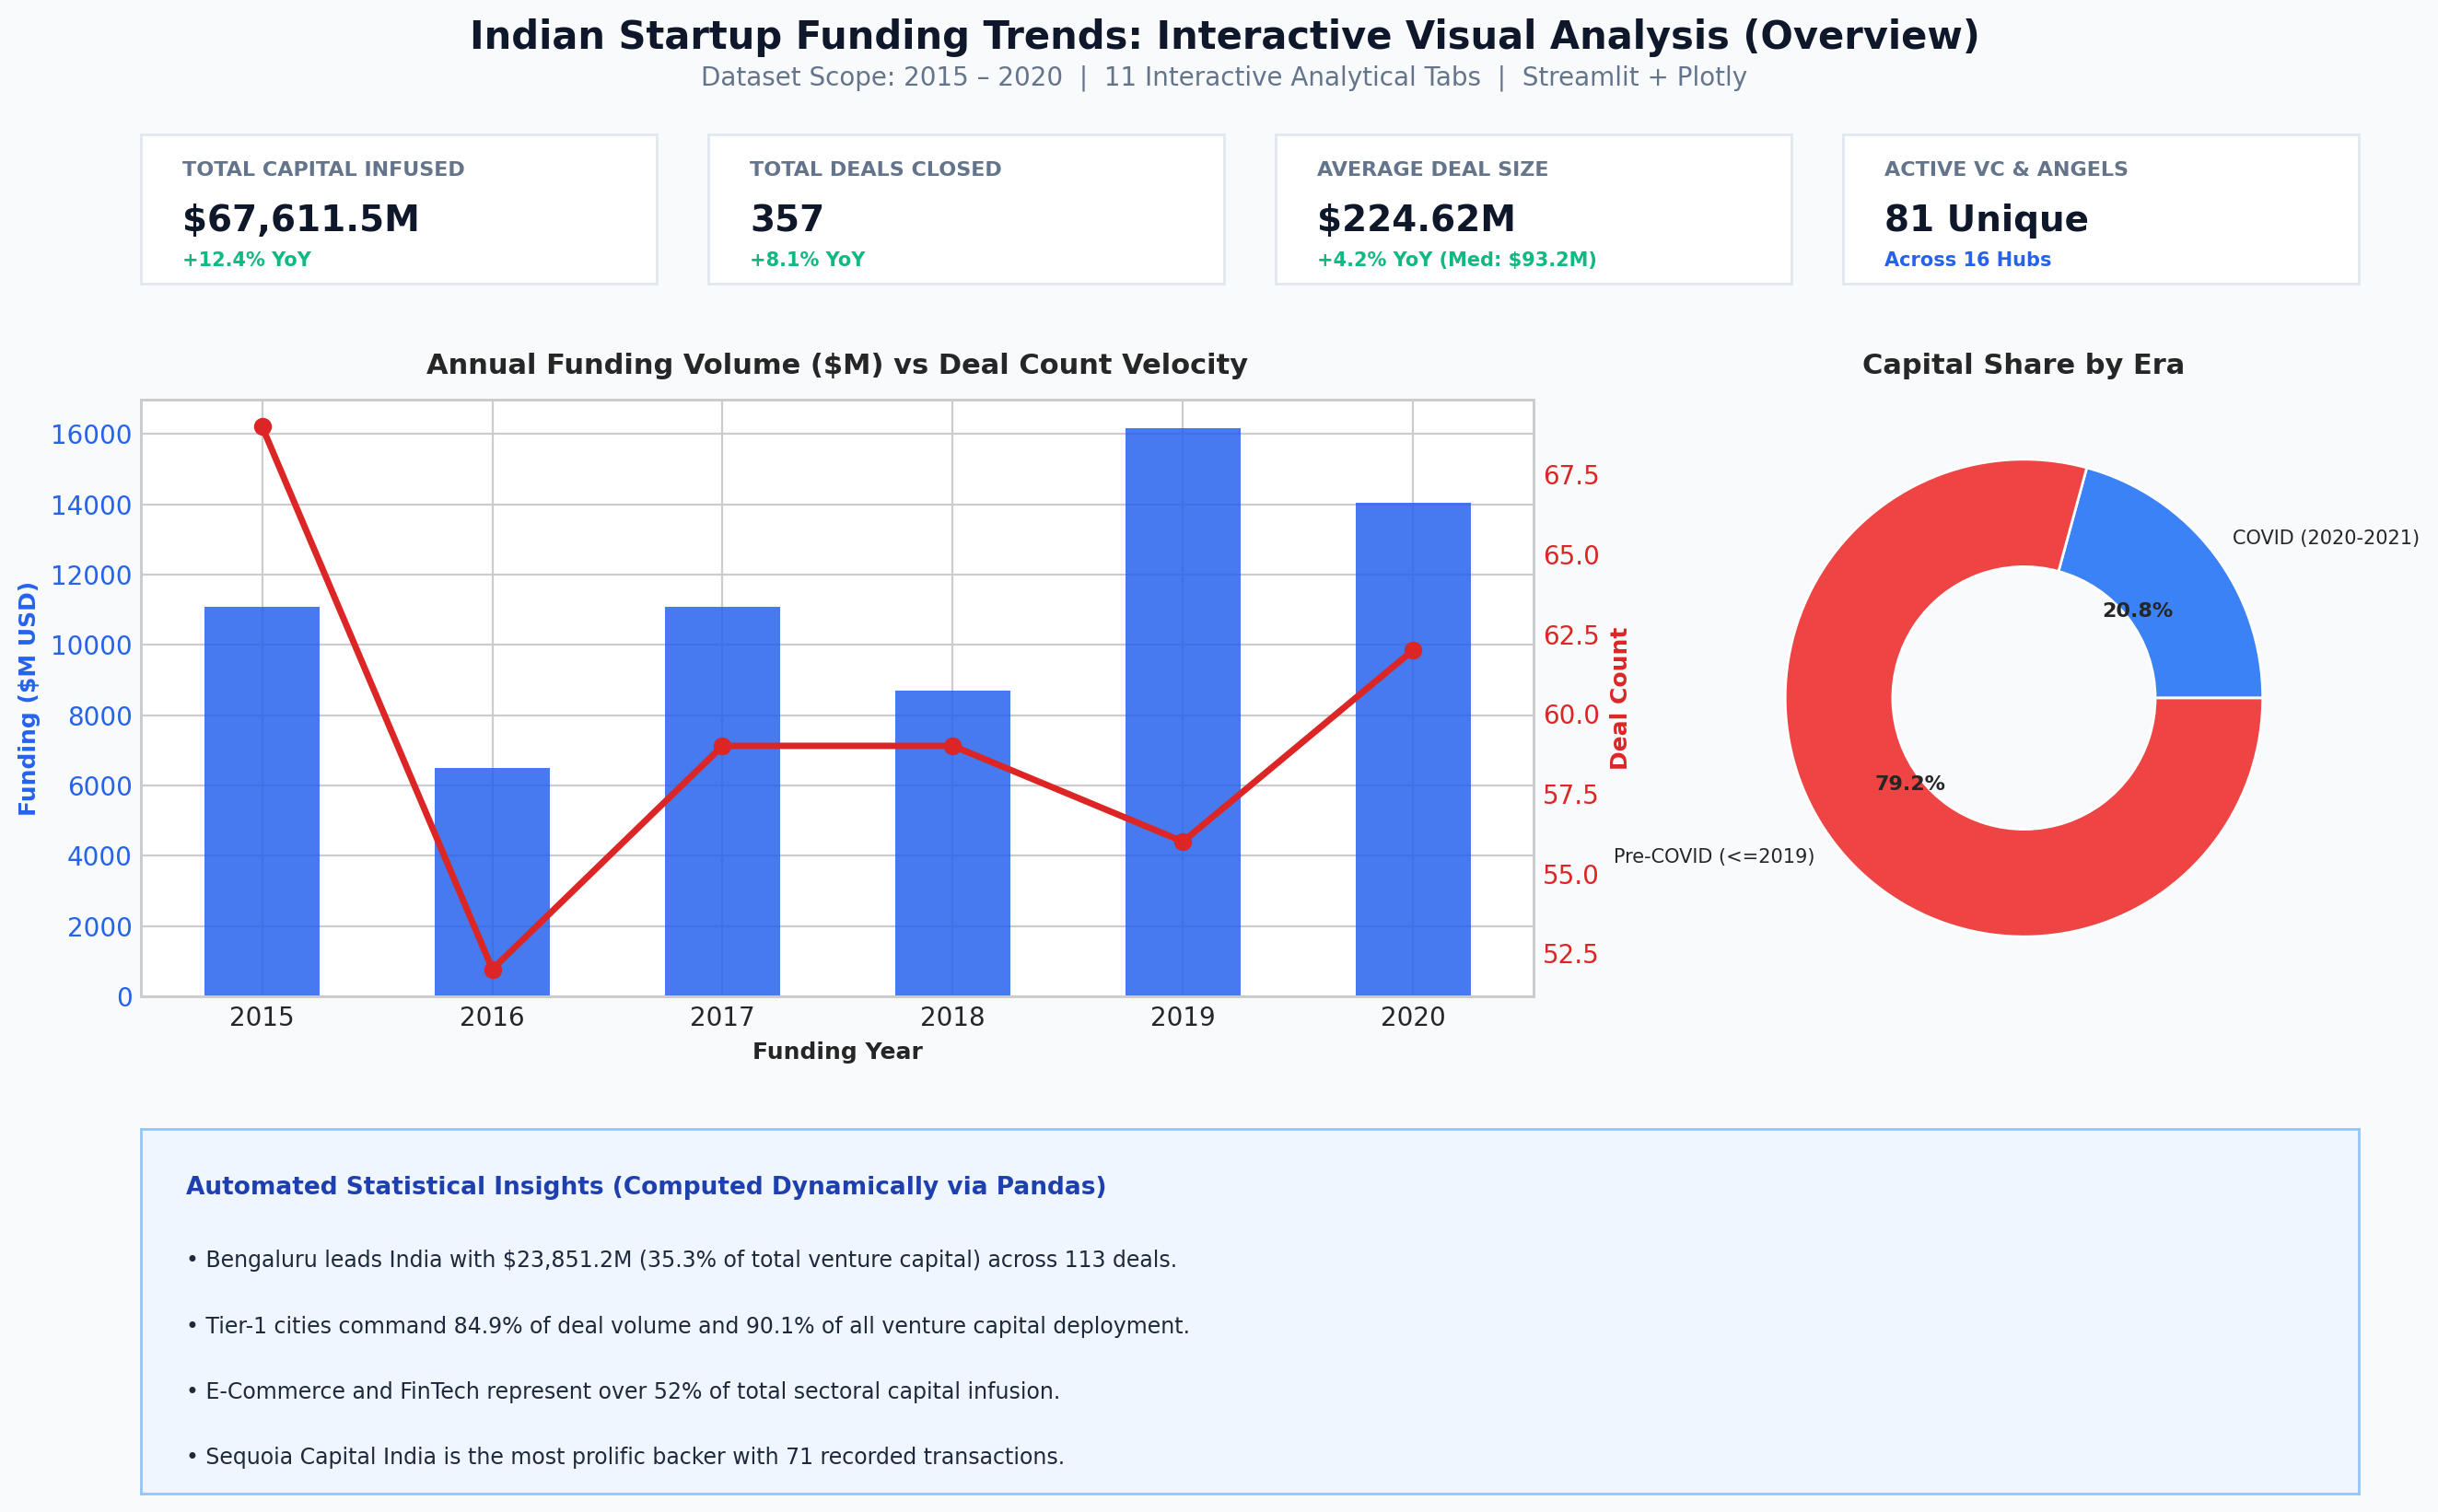 Indian Startup Funding Trends: Interactive Visual Analysis (Overview)
Dataset Scope: 2015 – 2020 | 11 Interactive Analytical Tabs | Streamlit + Plotly
TOTAL CAPITAL INFUSED
$67,611.5M
+12.4% YoY
TOTAL DEALS CLOSED
357
+8.1% YoY
AVERAGE DEAL SIZE
$224.62M
+4.2% YoY (Med: $93.2M)
ACTIVE VC & ANGELS
81 Unique
Across 16 Hubs
Annual Funding Volume ($M) vs Deal Count Velocity
Funding ($M USD)
16000
14000
12000
10000
8000
6000
4000
2000
0
2015 2016 2017 2018 2019 2020
Funding Year
67.5
65.0
62.5
60.0
57.5
55.0
52.5
Deal Count
Capital Share by Era
COVID (2020-2021)
20.8%
79.2%
Pre-COVID (<=2019)
Automated Statistical Insights (Computed Dynamically via Pandas)
• Bengaluru leads India with $23,851.2M (35.3% of total venture capital) across 113 deals.
• Tier-1 cities command 84.9% of deal volume and 90.1% of all venture capital deployment.
• E-Commerce and FinTech represent over 52% of total sectoral capital infusion.
• Sequoia Capital India is the most prolific backer with 71 recorded transactions.